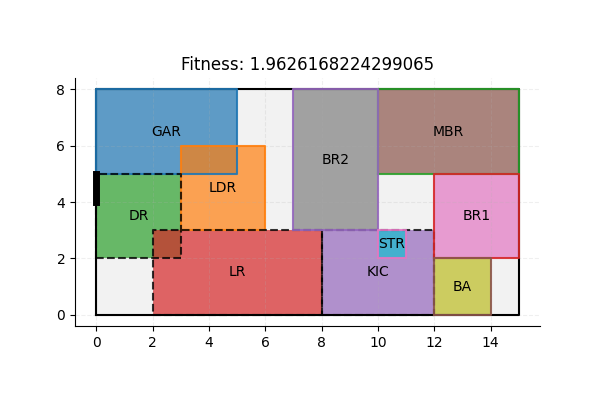 Fitness: 1.9626168224299065
8
GAR
MBR
6
BR2
LDR
4
DR
BR1
STR
2
LR
KIC
BA
0
0
2
4
6
8
10
12
14